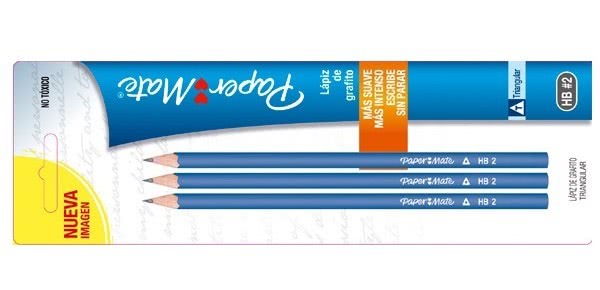 NO TÓXICO
Paper Mate®
Lápiz
de
grafito
MÁS SUAVE
MÁS INTENSO
ESCRIBE
SIN PARAR
Triangular
HB #2
NUEVA
IMAGEN
Paper Mate HB 2
Paper Mate HB 2
Paper Mate HB 2
LÁPIZ DE GRAFITO
TRIANGULAR